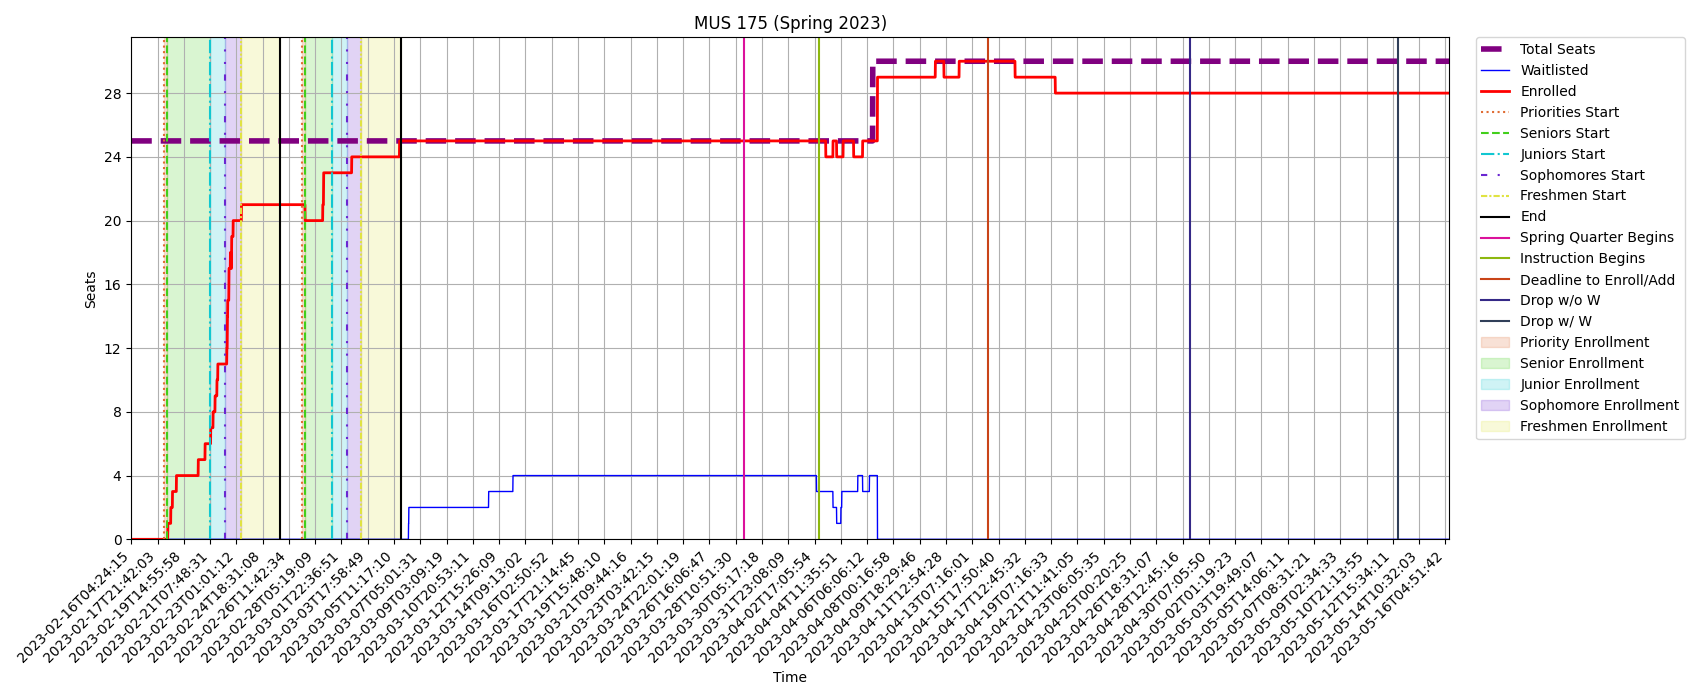 MUS 175 (Spring 2023)
Seats
28
24
20
16
12
8
4
0
2023-02-16T04:24:15
2023-02-17T21:42:03
2023-02-19T14:55:58
2023-02-21T07:48:31
2023-02-23T01:01:12
2023-02-24T18:31:08
2023-02-26T11:42:34
2023-02-28T05:19:09
2023-03-01T22:36:51
2023-03-03T17:58:49
2023-03-05T11:17:10
2023-03-07T05:01:31
2023-03-09T03:09:19
2023-03-10T20:53:11
2023-03-12T15:26:09
2023-03-14T09:13:02
2023-03-16T02:50:52
2023-03-17T21:14:45
2023-03-19T15:48:10
2023-03-21T09:44:16
2023-03-23T03:42:15
2023-03-24T22:01:19
2023-03-26T16:06:47
2023-03-28T10:51:30
2023-03-30T05:17:18
2023-03-31T23:08:09
2023-04-02T17:05:54
2023-04-04T11:35:51
2023-04-06T06:06:12
2023-04-08T00:16:58
2023-04-09T18:29:46
2023-04-11T12:54:28
2023-04-13T07:16:01
2023-04-15T17:50:40
2023-04-17T12:45:32
2023-04-19T07:16:33
2023-04-21T11:41:05
2023-04-23T06:05:35
2023-04-25T00:20:25
2023-04-26T18:31:07
2023-04-28T12:45:16
2023-04-30T07:05:50
2023-05-02T01:19:23
2023-05-03T19:49:07
2023-05-05T14:06:11
2023-05-07T08:31:21
2023-05-09T02:34:33
2023-05-10T21:13:55
2023-05-12T15:34:11
2023-05-14T10:32:03
2023-05-16T04:51:42
Time
Total Seats
Waitlisted
Enrolled
Priorities Start
Seniors Start
Juniors Start
Sophomores Start
Freshmen Start
End
Spring Quarter Begins
Instruction Begins
Deadline to Enroll/Add
Drop w/o W
Drop w/ W
Priority Enrollment
Senior Enrollment
Junior Enrollment
Sophomore Enrollment
Freshmen Enrollment